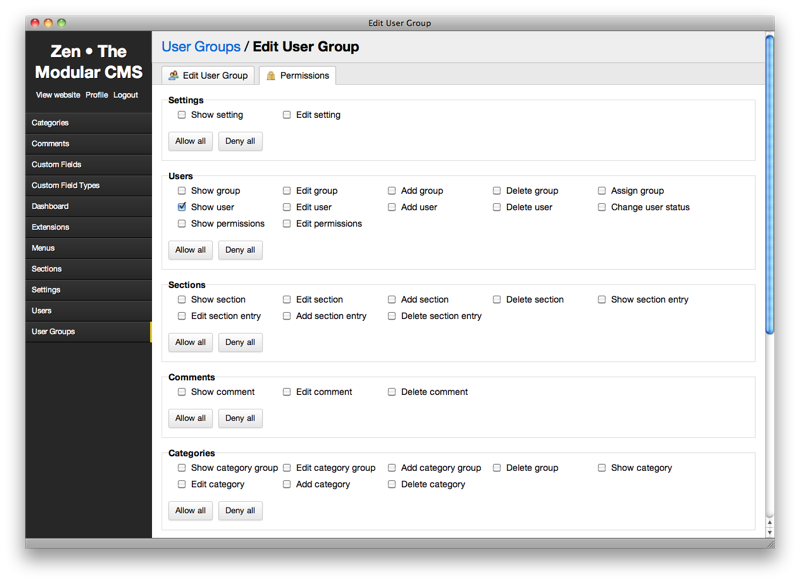 Edit User Group
Zen • The
Modular CMS
View website Profile Logout
Categories
Comments
Custom Fields
Custom Field Types
Dashboard
Extensions
Menus
Sections
Settings
Users
User Groups
User Groups / Edit User Group
Edit User Group Permissions
Settings
Show setting Edit setting
Allow all Deny all
Users
Show group Edit group Add group Delete group Assign group
Show user Edit user Add user Delete user Change user status
Show permissions Edit permissions
Allow all Deny all
Sections
Show section Edit section Add section Delete section Show section entry
Edit section entry Add section entry Delete section entry
Allow all Deny all
Comments
Show comment Edit comment Delete comment
Allow all Deny all
Categories
Show category group Edit category group Add category group Delete group Show category
Edit category Add category Delete category
Allow all Deny all